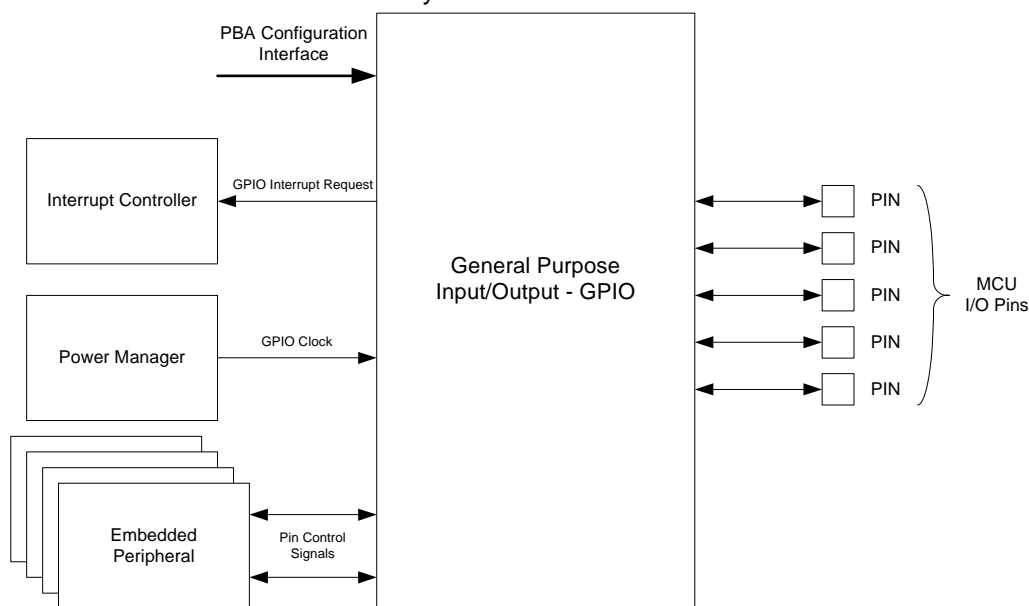 PBA Configuration
Interface
Interrupt Controller
GPIO Interrupt Request
Power Manager
GPIO Clock
Embedded
Peripheral
Pin Control
Signals
General Purpose
Input/Output - GPIO
PIN
PIN
PIN
PIN
PIN
MCU
I/O Pins